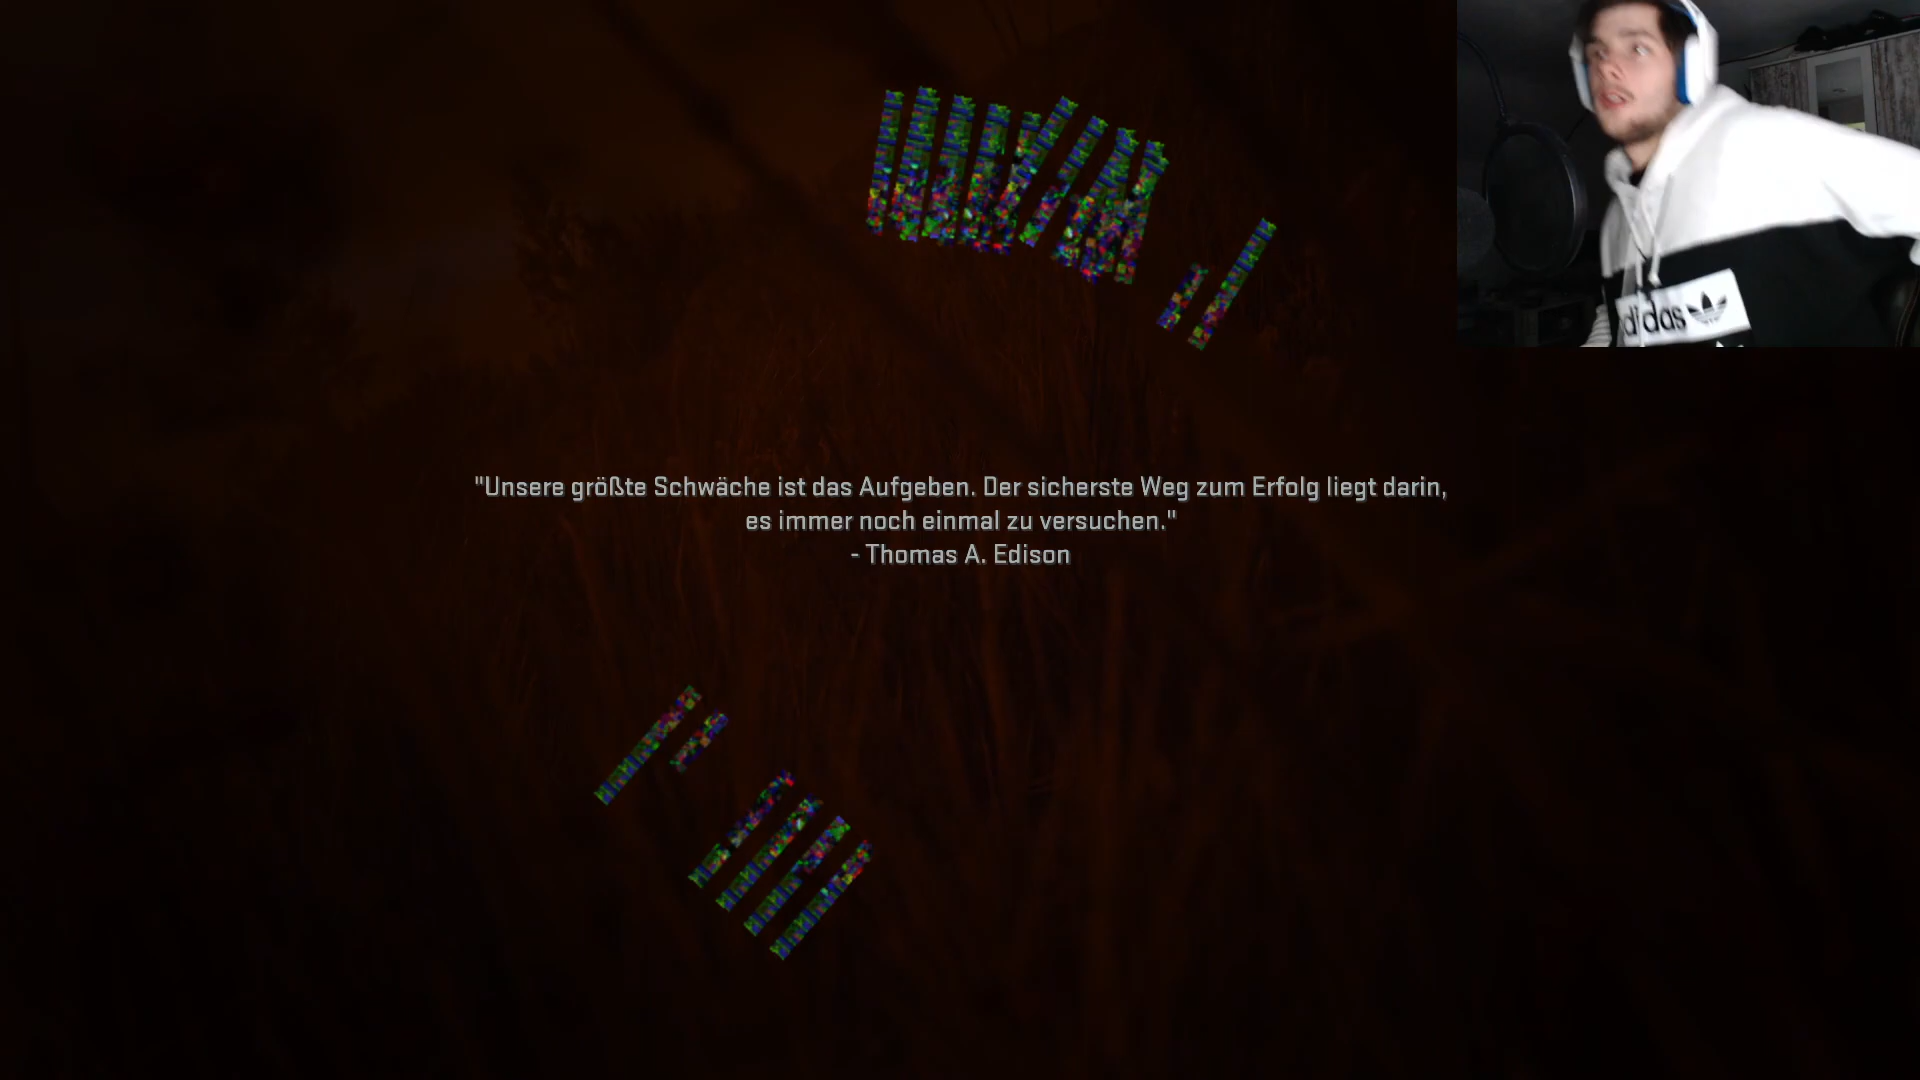 "Unsere größte Schwäche ist das Aufgeben. Der sicherste Weg zum Erfolg liegt darin,
es immer noch einmal zu versuchen."
- Thomas A. Edison
adidas